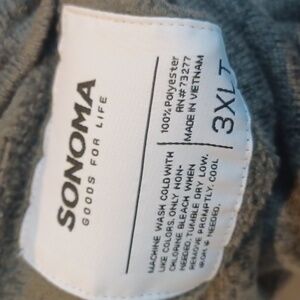 SONOMA
GOODS FOR LIFE
MACHINE WASH COLD WITH
LIKE COLORS. ONLY NON-
CHLORINE BLEACH WHEN
NEEDED. TUMBLE DRY LOW.
REMOVE PROMPTLY. COOL
IRON IF NEEDED.
100% Polyester
RN#73277
MADE IN VIETNAM
3XLT